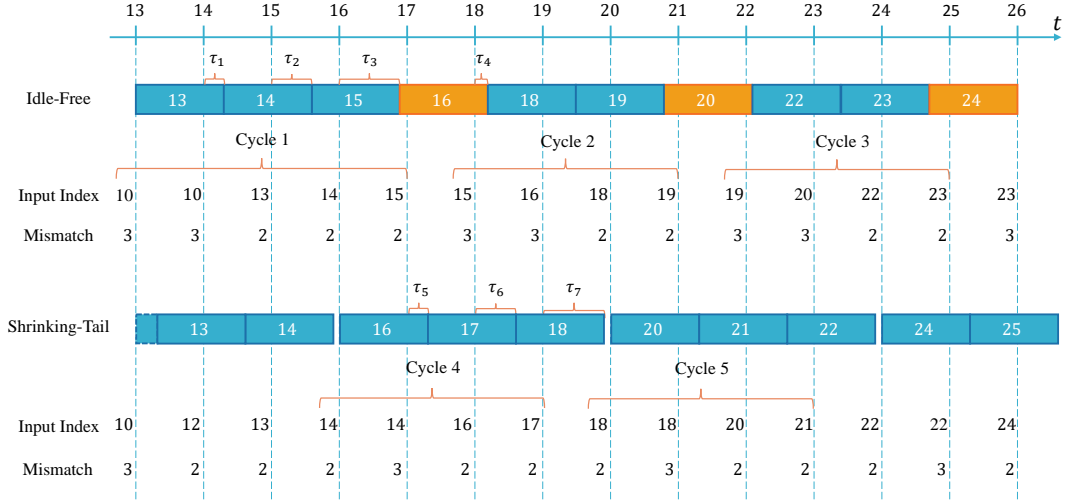 13 14 15 16 17 18 19 20 21 22 23 24 25 26 t
τ1 τ2 τ3 τ4
Idle-Free 13 14 15 16 18 19 20 22 23 24
Cycle 1 Cycle 2 Cycle 3
Input Index 10 10 13 14 15 15 16 18 19 19 20 22 23 23
Mismatch 3 3 2 2 2 3 3 2 2 3 3 2 2 3
τ5 τ6 τ7
Shrinking-Tail 13 14 16 17 18 20 21 22 24 25
Cycle 4 Cycle 5
Input Index 10 12 13 14 14 16 17 18 18 20 21 22 22 24
Mismatch 3 2 2 2 3 2 2 2 3 2 2 2 3 2